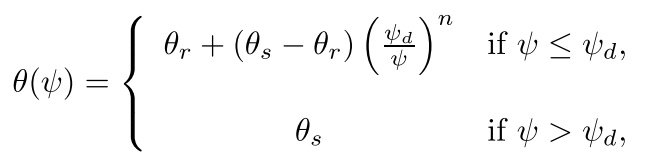 θ(ψ) = { θ_r + (θ_s − θ_r) (ψ_d / ψ)^n if ψ ≤ ψ_d,
θ_s if ψ > ψ_d,